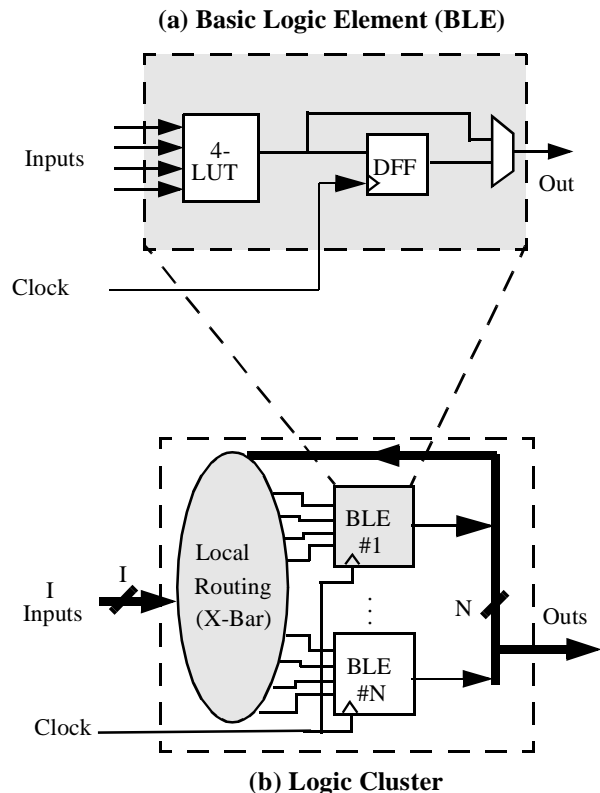 (a) Basic Logic Element (BLE)
Inputs
4-
LUT
DFF
Out
Clock
BLE
#1
Local
Routing
(X-Bar)
I
Inputs
I
N
Outs
BLE
#N
Clock
(b) Logic Cluster